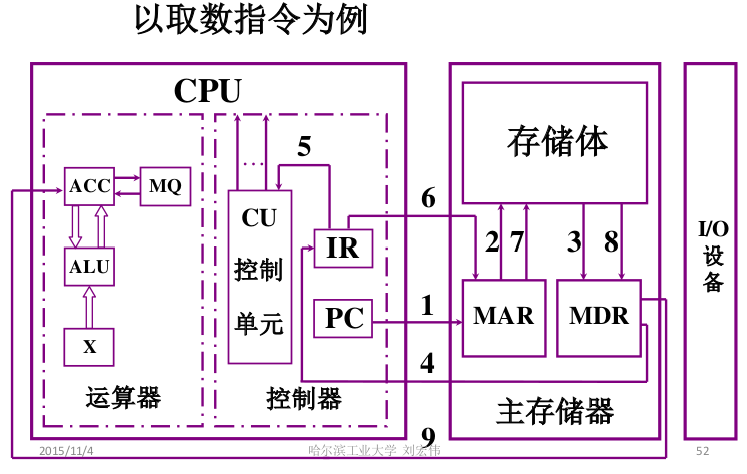 以取数指令为例
CPU
存储体
5
ACC
MQ
CU
控制
单元
6
IR
2
7
3
8
I/O
设
备
ALU
PC
1
MAR
MDR
X
4
运算器
控制器
主存储器
9
2015/11/4
哈尔滨工业大学 刘宏伟
52